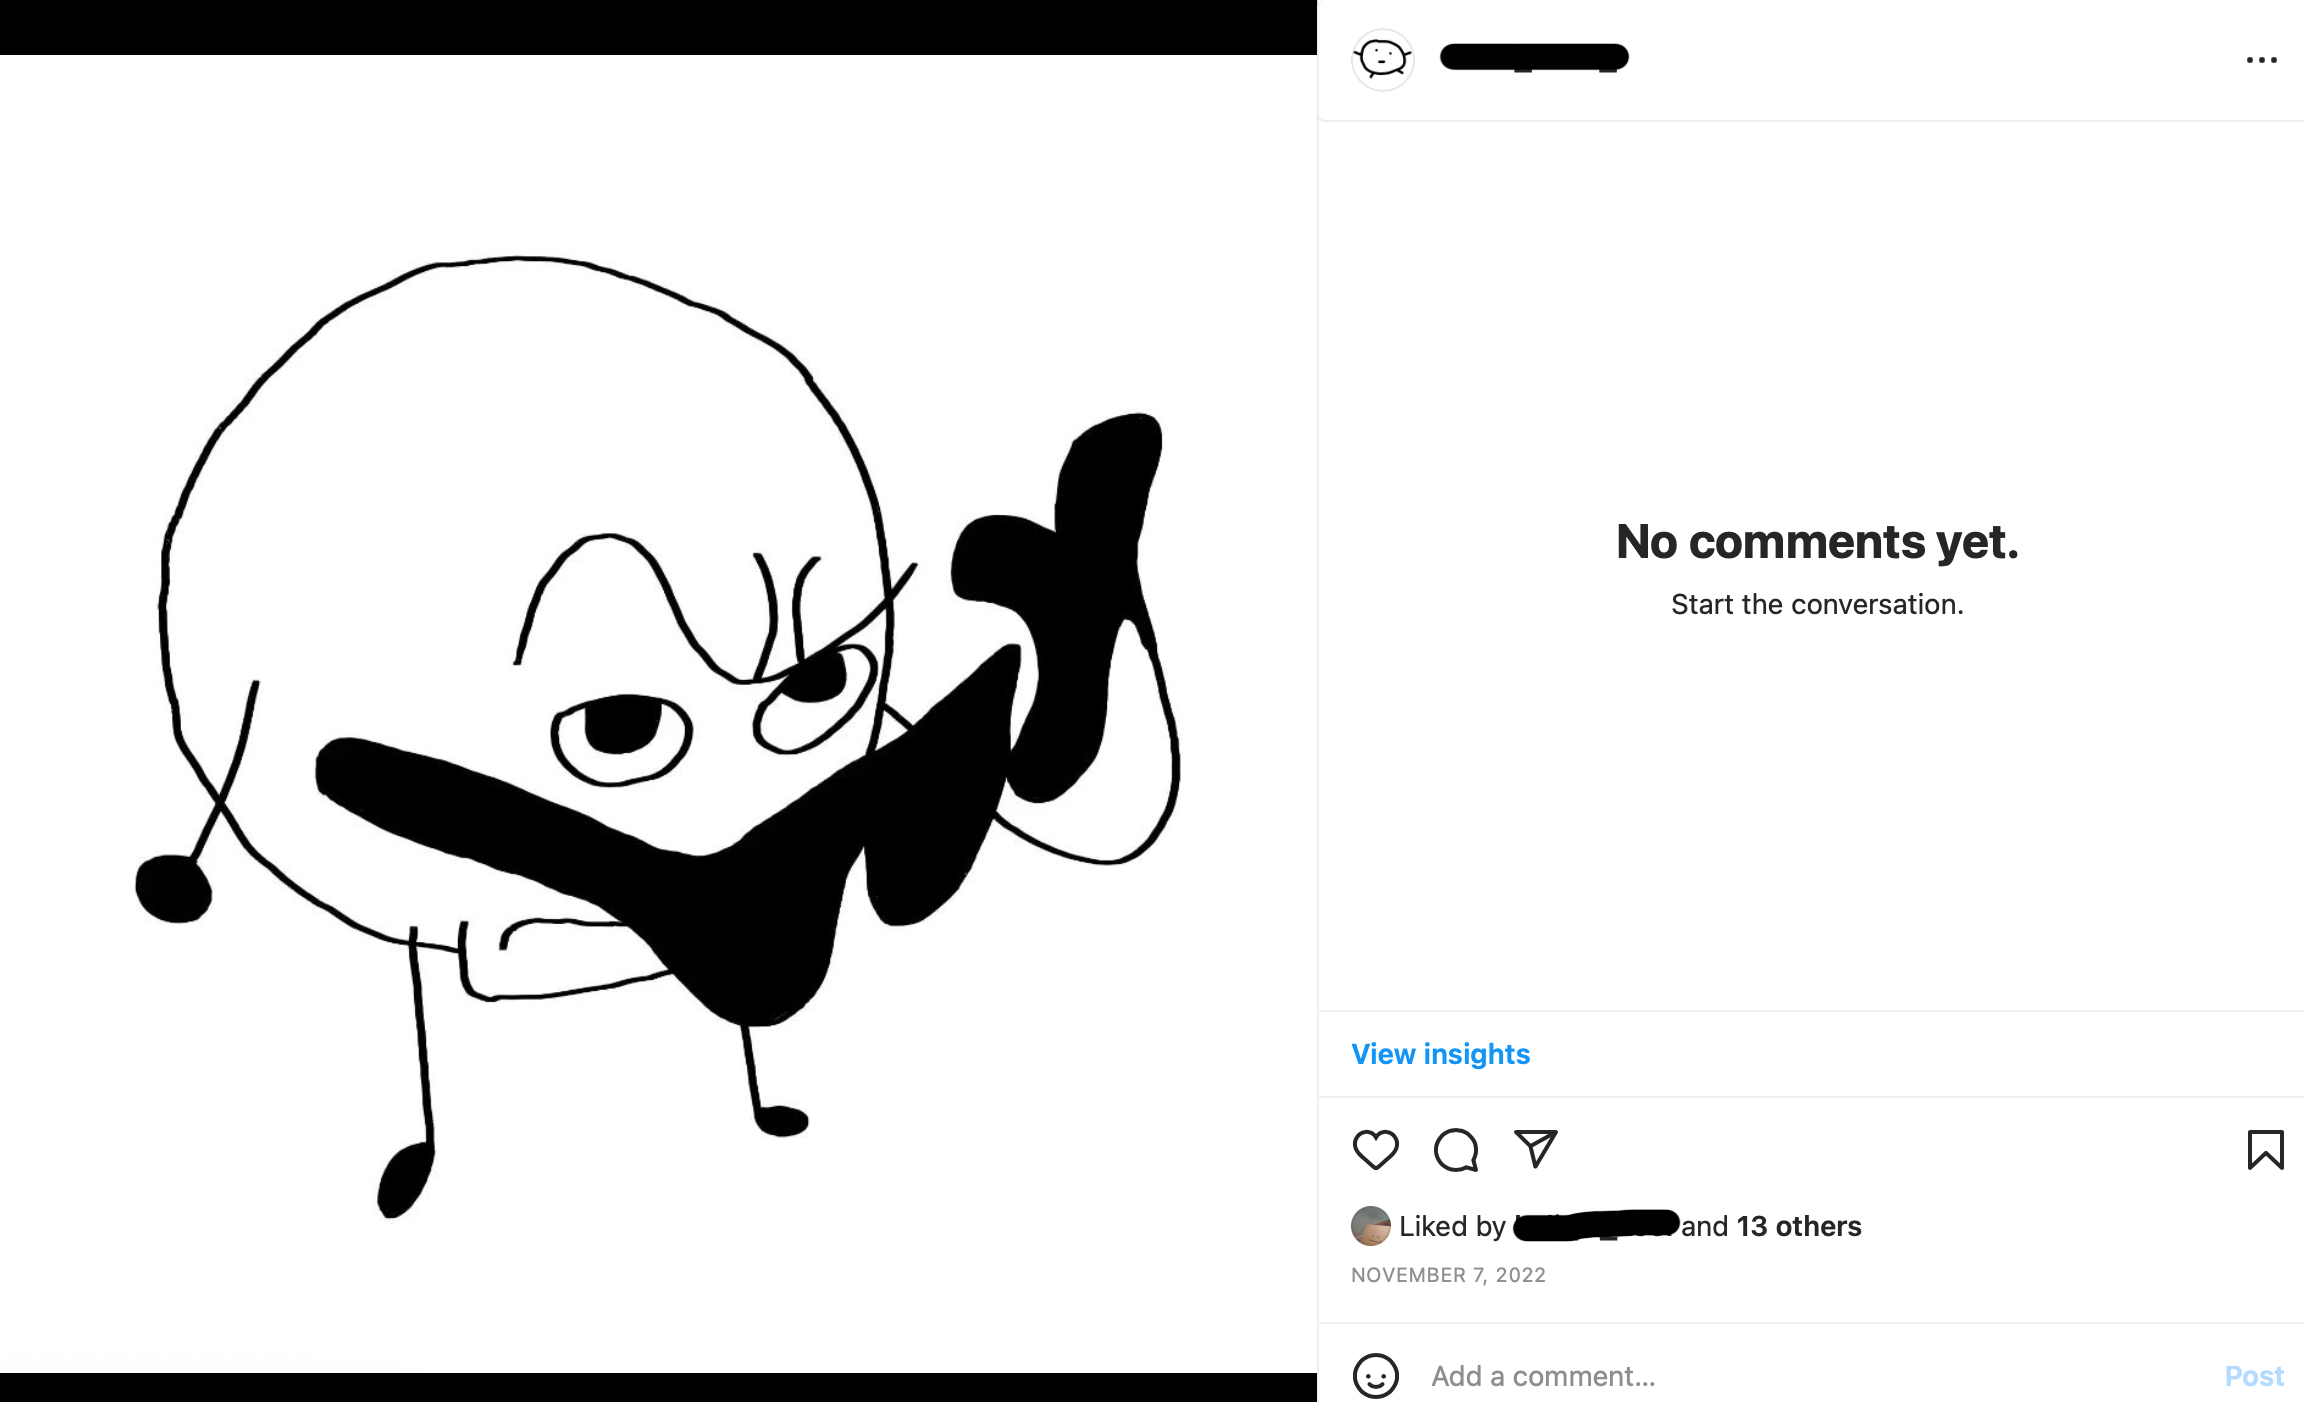 No comments yet.
Start the conversation.
View insights
Liked by and 13 others
NOVEMBER 7, 2022
Add a comment...
Post